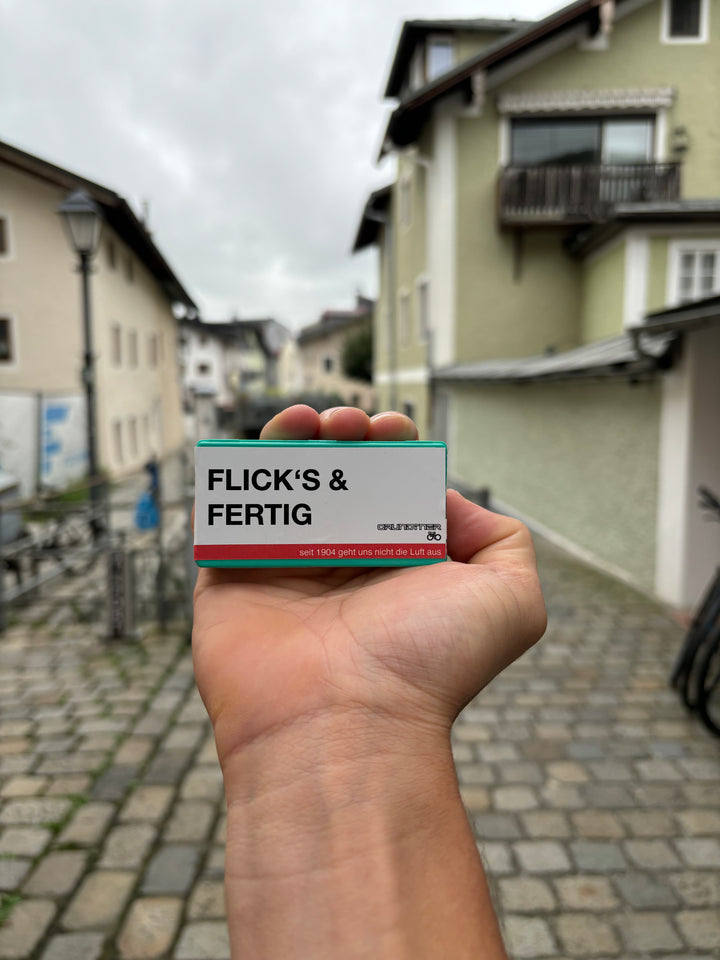 FLICK‘S &
FERTIG
seit 1904 geht uns nicht die Luft aus